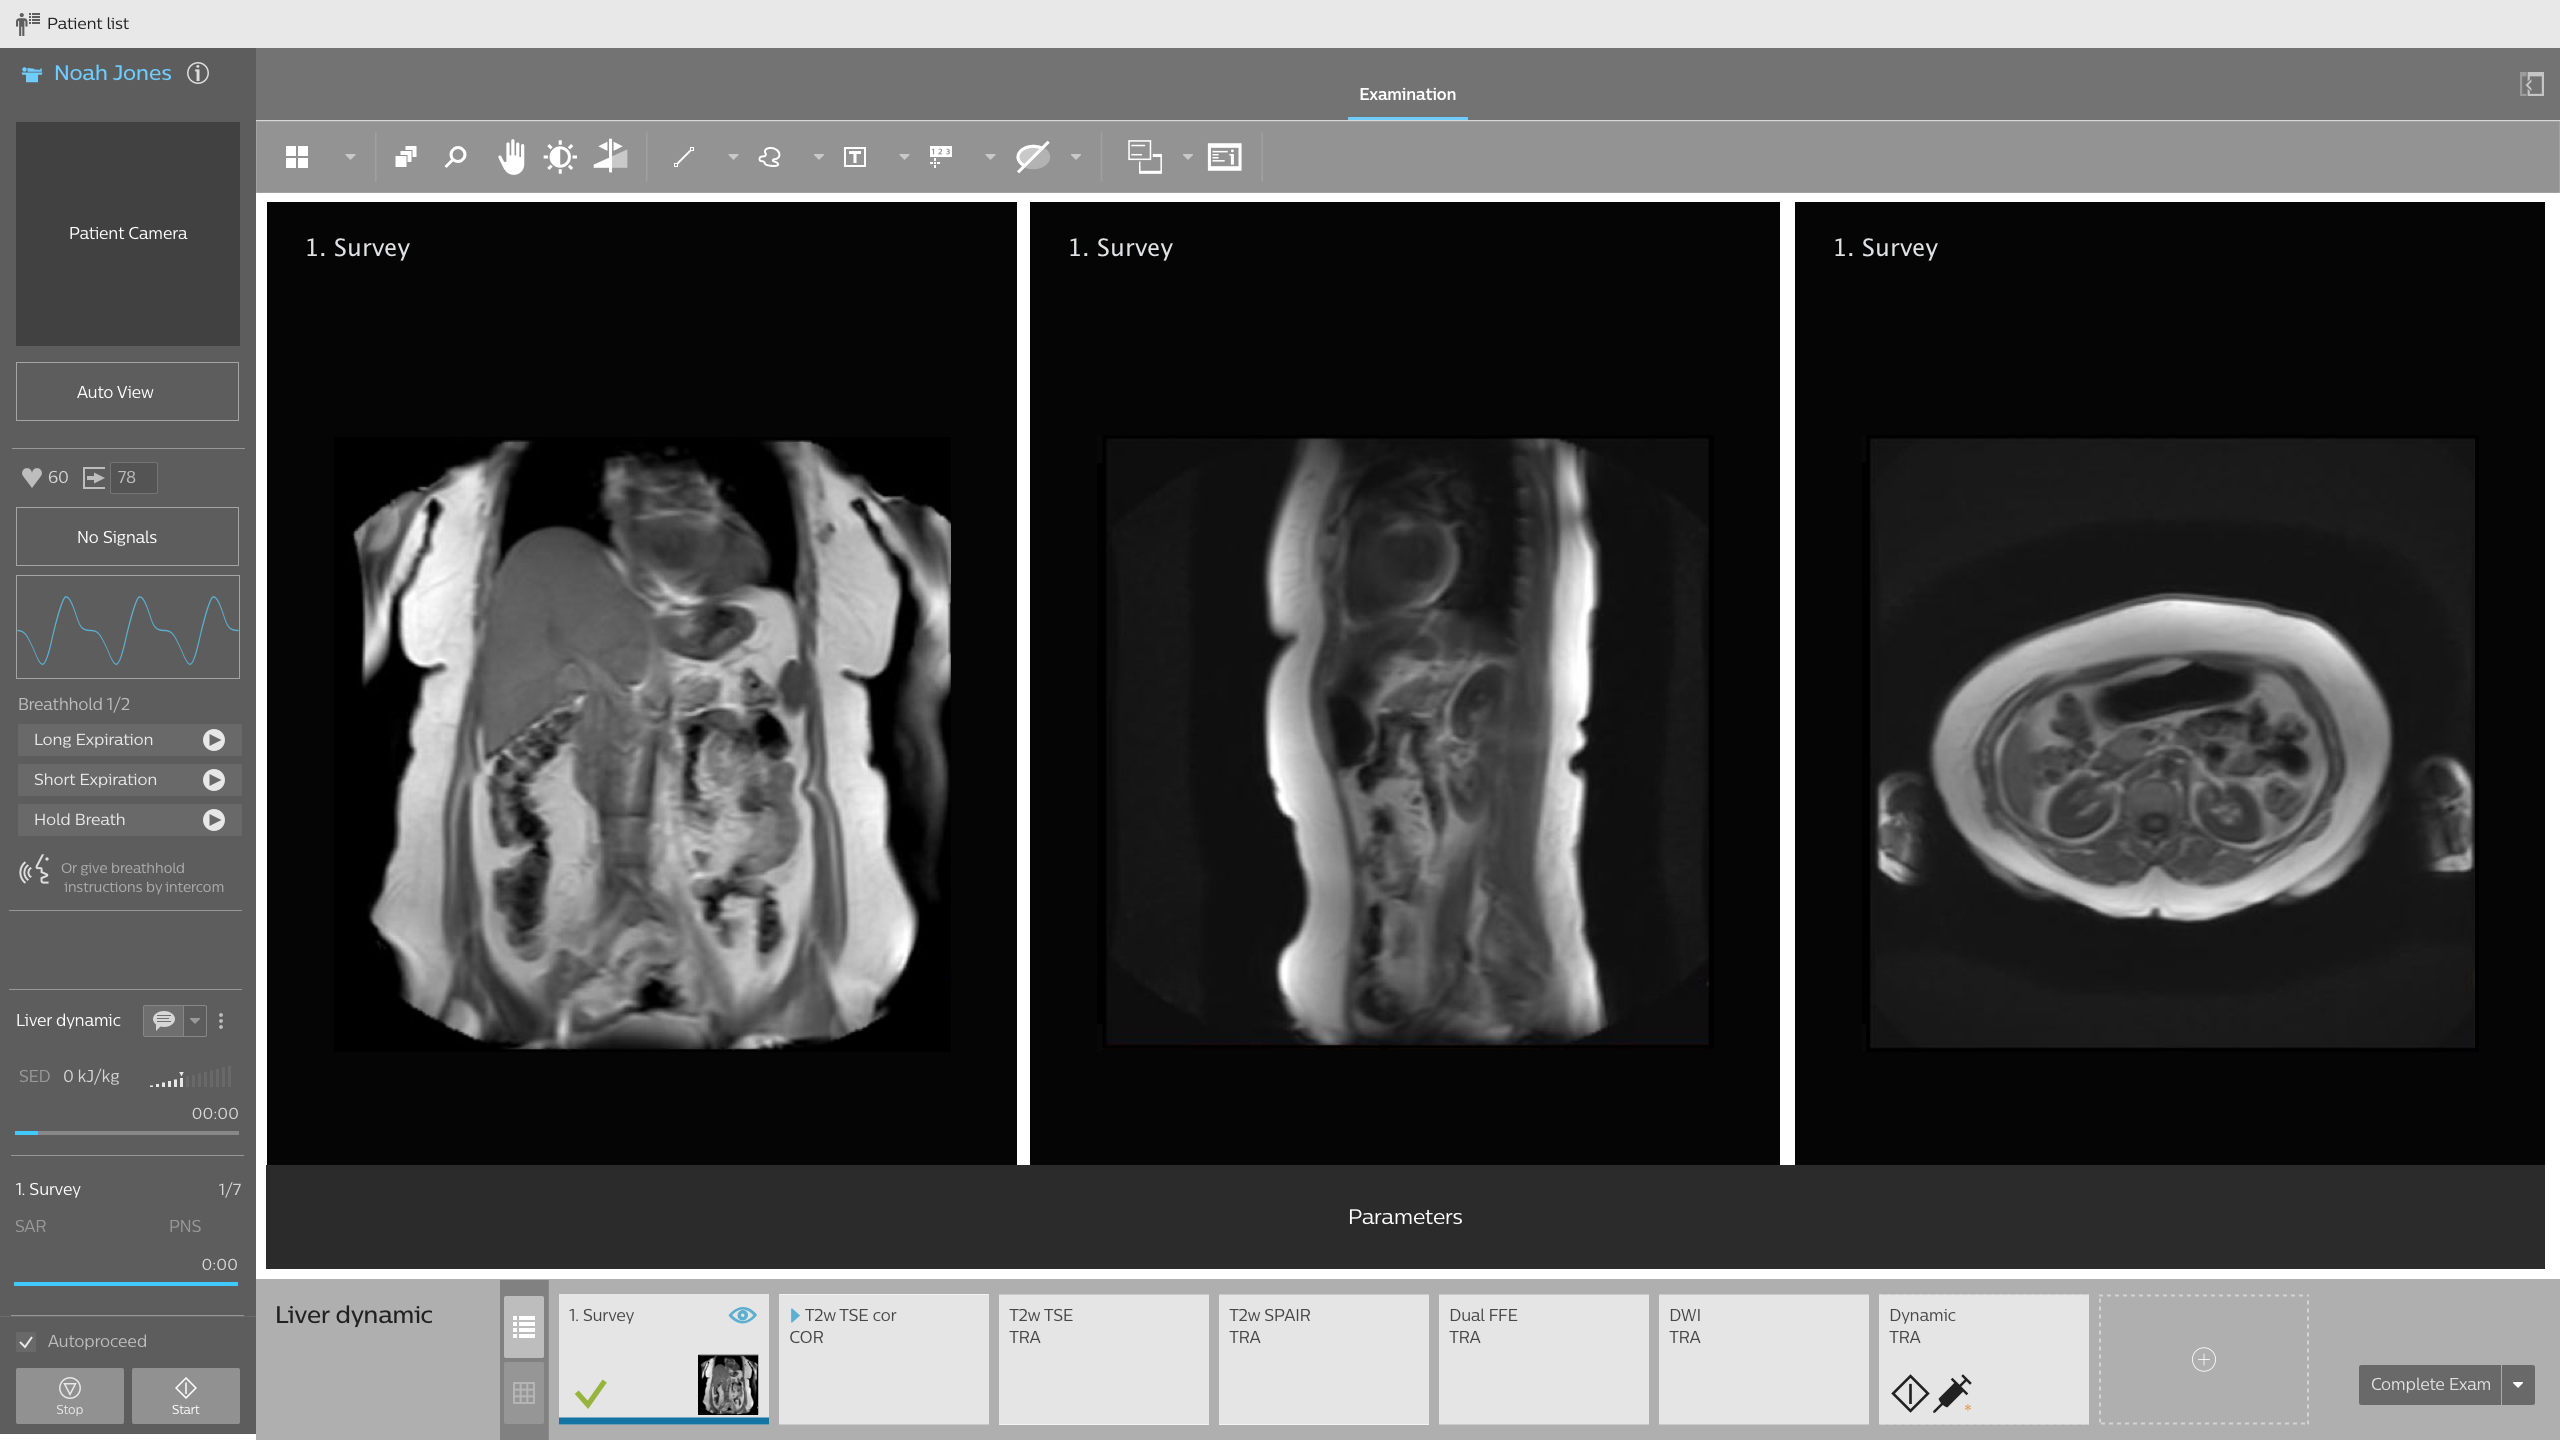 Patient list
Noah Jones
Examination
Patient Camera
Auto View
60
78
No Signals
Breathhold 1/2
Long Expiration
Short Expiration
Hold Breath
Or give breathhold
instructions by intercom
Liver dynamic
SED 0 kJ/kg
00:00
1. Survey 1/7
SAR PNS
0:00
Autoproceed
Stop
Start
T
1 2 3
1. Survey
1. Survey
1. Survey
Parameters
Liver dynamic
1. Survey
T2w TSE cor
COR
T2w TSE
TRA
T2w SPAIR
TRA
Dual FFE
TRA
DWI
TRA
Dynamic
TRA
Complete Exam